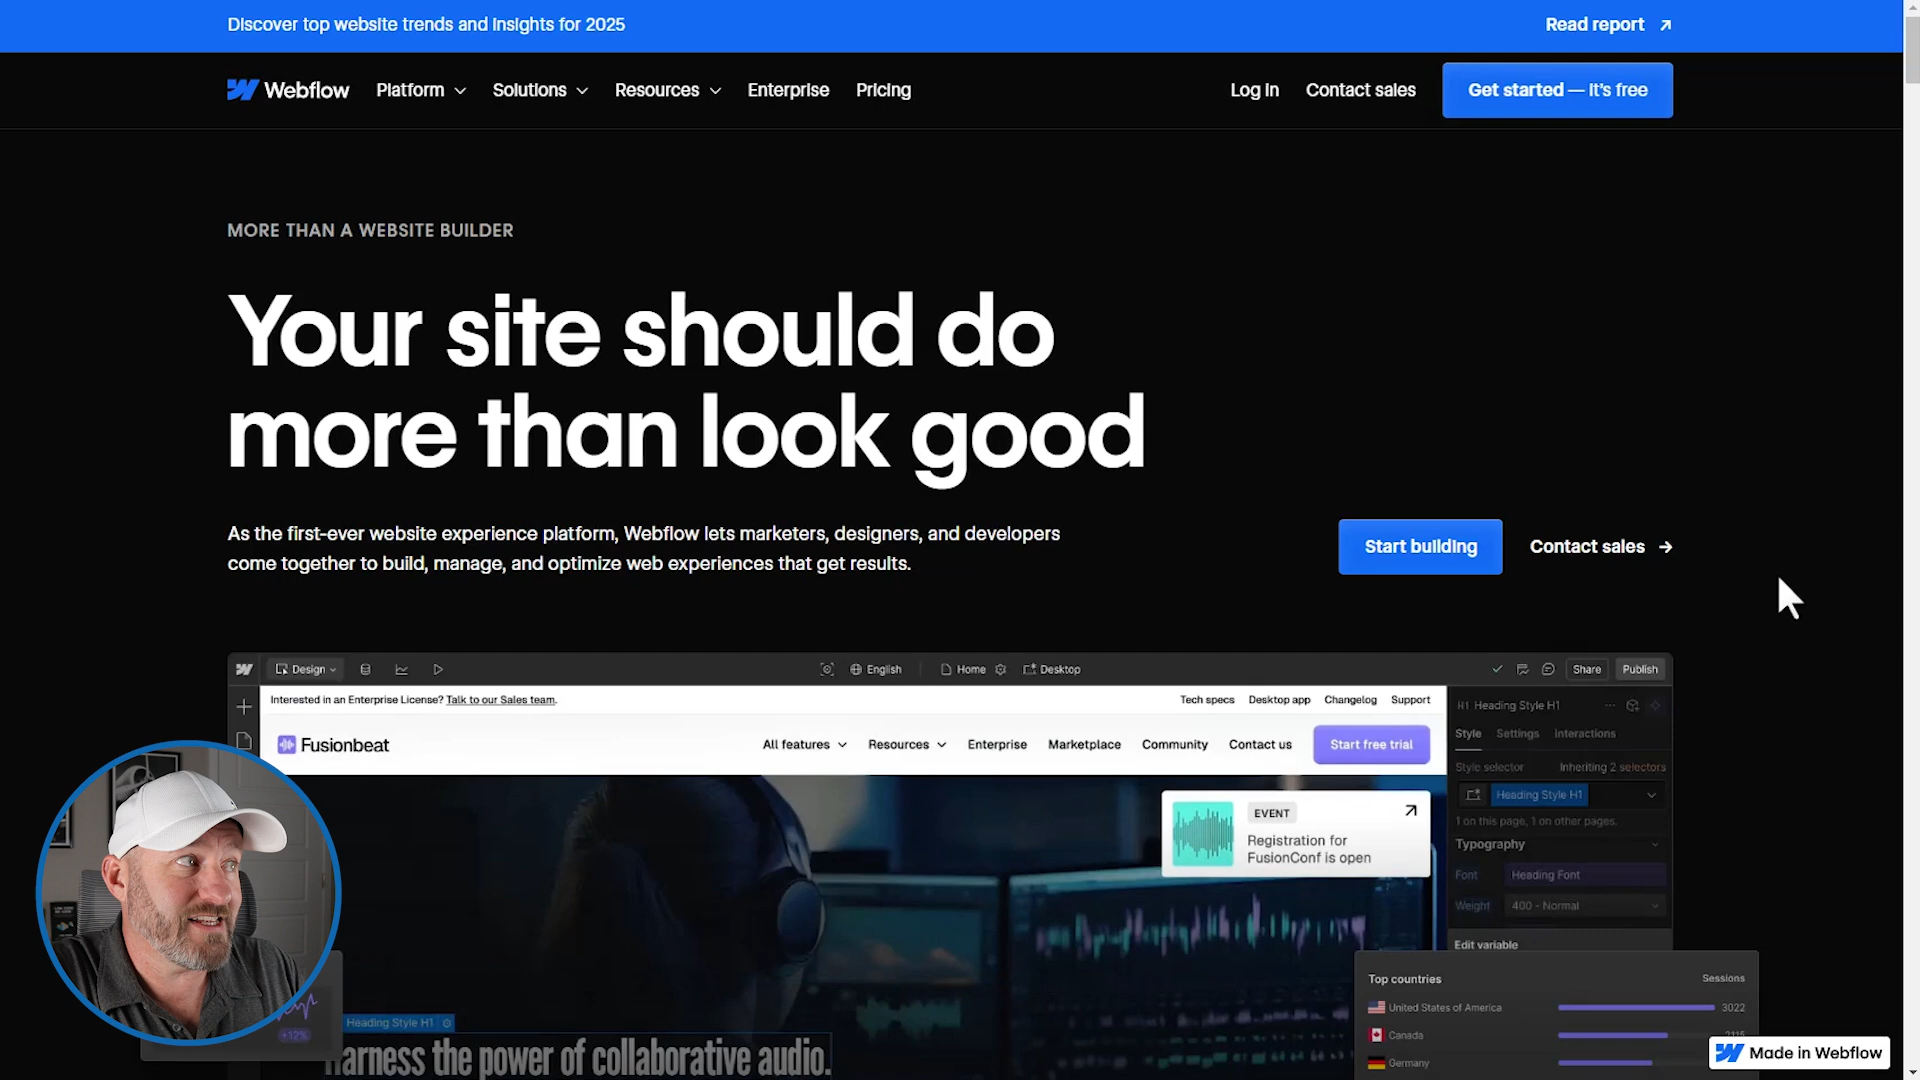 Discover top website trends and insights for 2025
Read report
Webflow
Platform
Solutions
Resources
Enterprise
Pricing
Log in
Contact sales
Get started — it's free
MORE THAN A WEBSITE BUILDER
Your site should do
more than look good
As the first-ever website experience platform, Webflow lets marketers, designers, and developers
come together to build, manage, and optimize web experiences that get results.
Start building
Contact sales
Design
English
Home
Desktop
Share
Publish
Interested in an Enterprise License? Talk to our Sales team.
Tech specs
Desktop app
Changelog
Support
Fusionbeat
All features
Resources
Enterprise
Marketplace
Community
Contact us
Start free trial
H1 Heading Style H1
Style
Settings
Interactions
Style selector
Inheriting 2 selectors
Heading Style H1
1 on this page, 1 on other pages.
Typography
Font
Heading Font
Weight
400 - Normal
Edit variable
EVENT
Registration for
FusionConf is open
Top countries
Sessions
United States of America
3022
Canada
2115
Germany
+12%
Heading Style H1
Harness the power of collaborative audio.
Made in Webflow